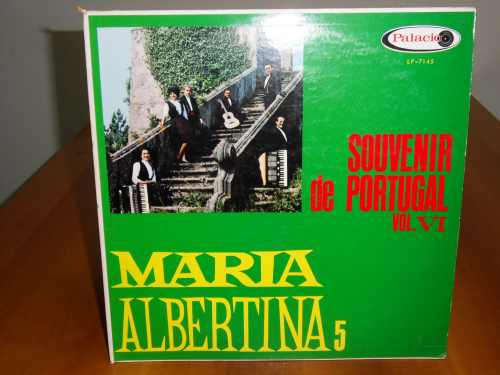 Palacio
LP-7145
SOUVENIR
de PORTUGAL
VOL. VI
MARIA
ALBERTINA 5